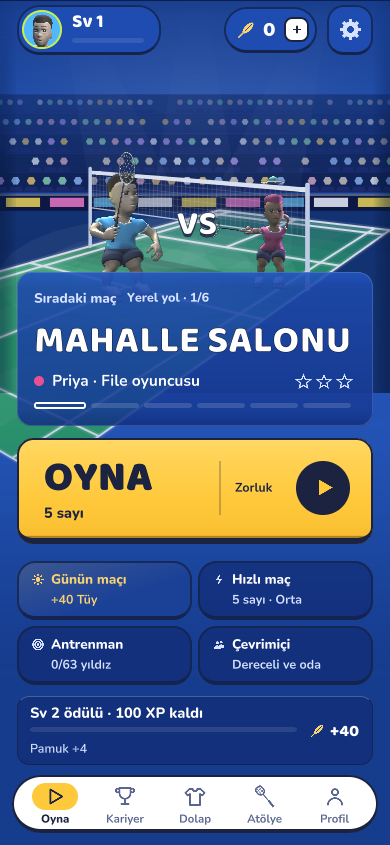 Sv 1
0
+
VS
Sıradaki maç Yerel yol · 1/6
MAHALLE SALONU
Priya · File oyuncusu
OYNA
5 sayı
Zorluk
Günün maçı
+40 Tüy
Hızlı maç
5 sayı · Orta
Antrenman
0/63 yıldız
Çevrimiçi
Dereceli ve oda
Sv 2 ödülü · 100 XP kaldı
+40
Pamuk +4
Oyna
Kariyer
Dolap
Atölye
Profil